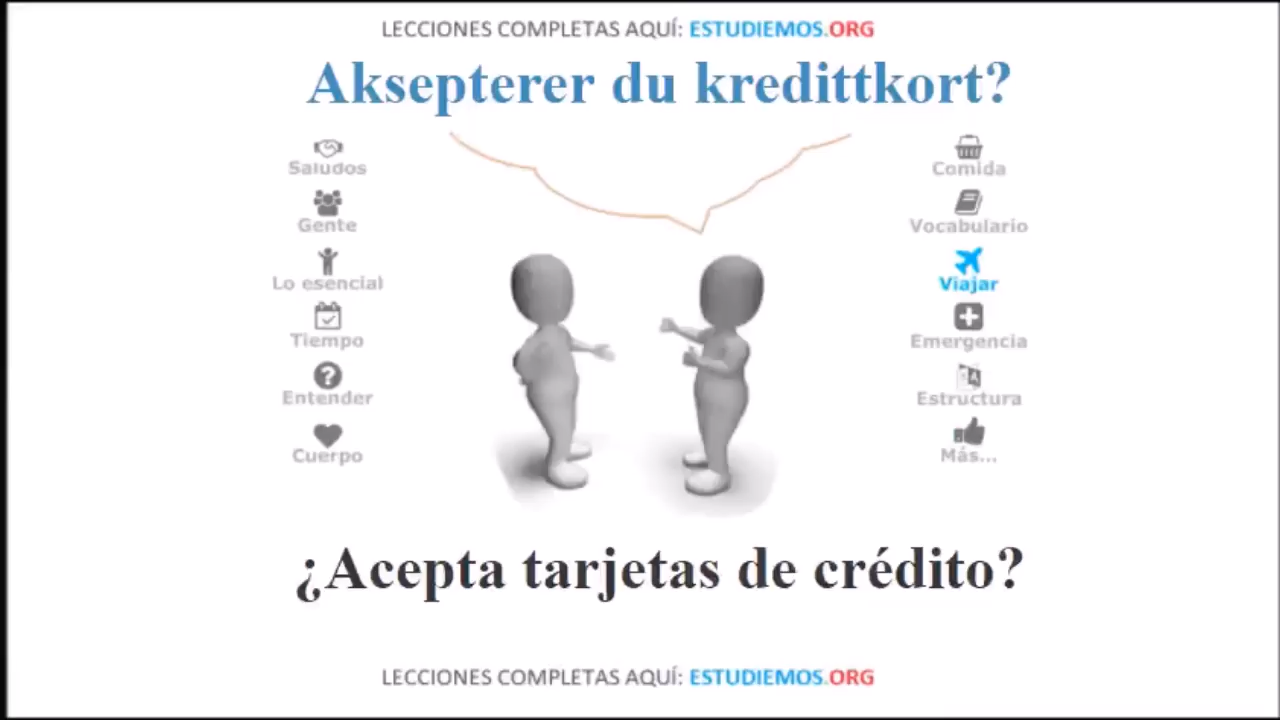 LECCIONES COMPLETAS AQUÍ: ESTUDIEMOS.ORG
Aksepterer du kredittkort?
Saludos
Gente
Lo esencial
Tiempo
Entender
Cuerpo
Comida
Vocabulario
Viajar
Emergencia
Estructura
Más...
¿Acepta tarjetas de crédito?
LECCIONES COMPLETAS AQUÍ: ESTUDIEMOS.ORG